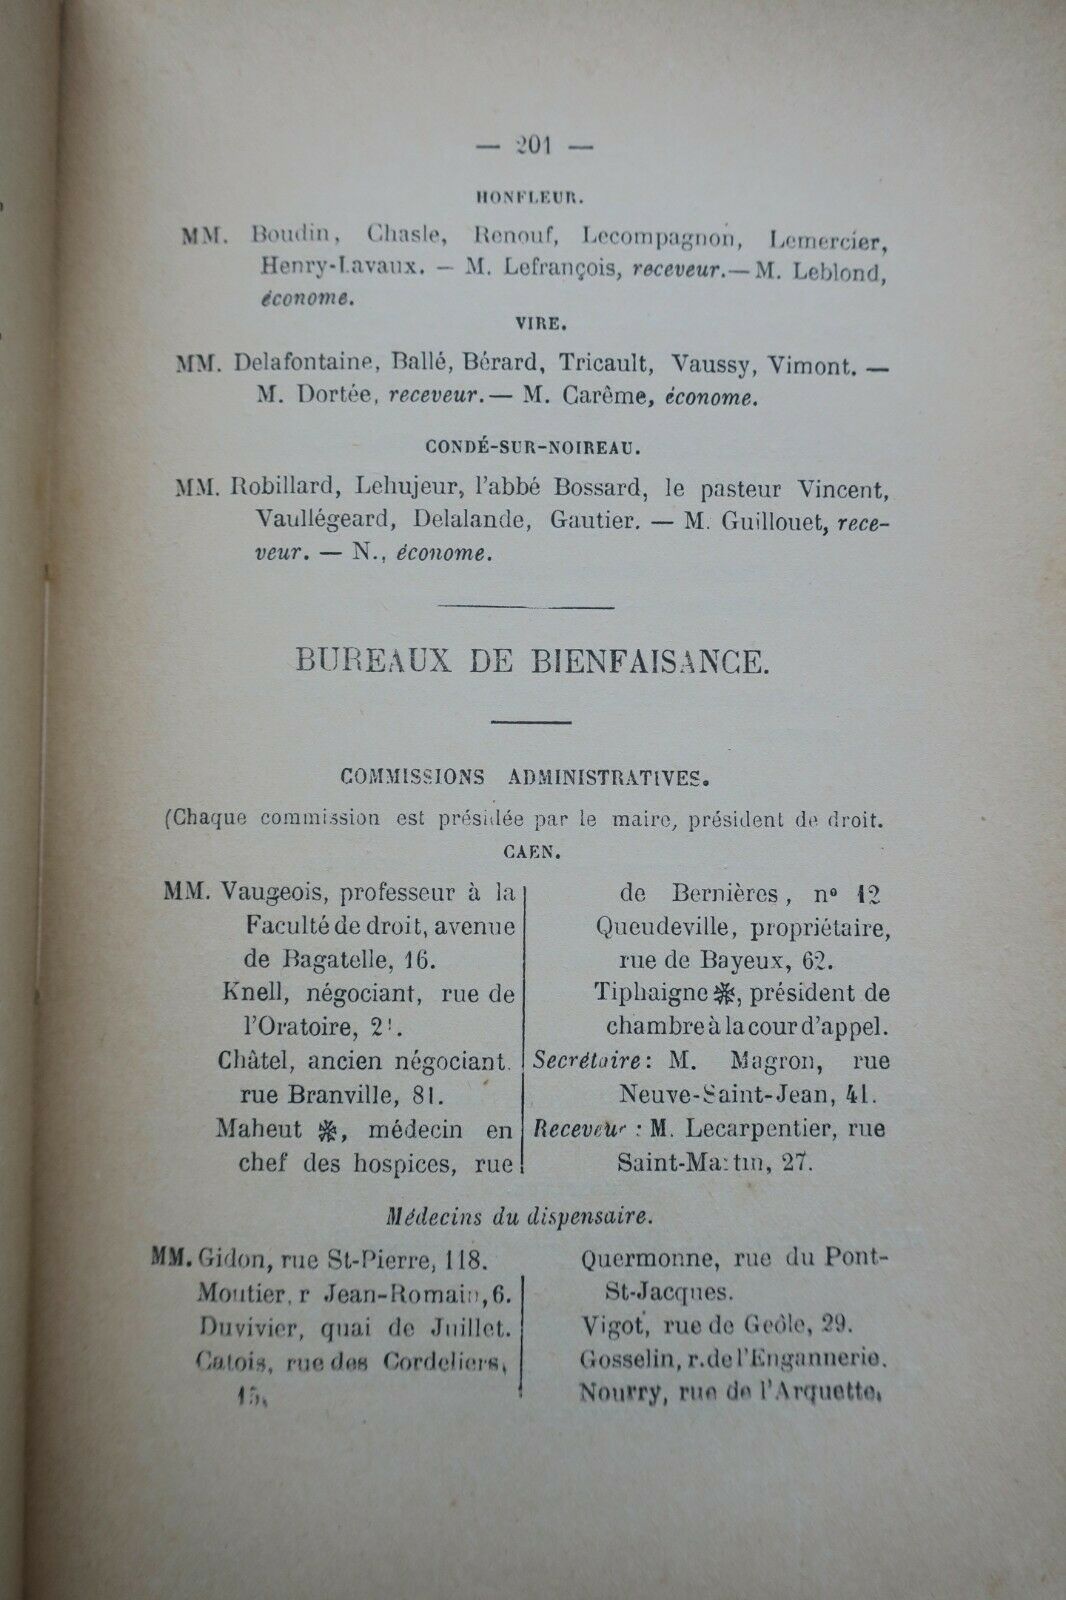 — 201 —
HONFLEUR.
MM. Boudin, Chasle, Renouf, Lecompagnon, Lemercier,
Henry-Lavaux. — M. Lefrançois, receveur. — M. Leblond,
économe.
VIRE.
MM. Delafontaine, Ballé, Bérard, Tricault, Vaussy, Vimont. —
M. Dortée, receveur. — M. Carême, économe.
CONDÉ-SUR-NOIREAU.
MM. Robillard, Lehujeur, l'abbé Bossard, le pasteur Vincent,
Vaullégeard, Delalande, Gautier. — M. Guillouet, rece-
veur. — N., économe.
BUREAUX DE BIENFAISANCE.
COMMISSIONS ADMINISTRATIVES.
(Chaque commission est présidée par le maire, président de droit.
CAEN.
MM. Vaugeois, professeur à la
Faculté de droit, avenue
de Bagatelle, 16.
Knell, négociant, rue de
l'Oratoire,
Châtel, ancien négociant.
rue Branville, 81.
Maheut ❋, médecin en
chef des hospices, rue
de Bernières, nº 12
Queudeville, propriétaire,
rue de Bayeux, 62.
Tiphaigne ❋, président de
chambre à la cour d'appel.
Secrétaire: M. Magron, rue
Neuve-Saint-Jean, 41.
Receveur : M. Lecarpentier, rue
Saint-Martin, 27.
Médecins du dispensaire.
MM. Gidon, rue St-Pierre, 118.
Moutier, r Jean-Romain, 6.
Duvivier, quai de Juillet.
Catois, rue des Cordeliers,
15.
Quermonne, rue du Pont-
St-Jacques.
Vigot, rue de Geôle, 29.
Gosselin, r. de l'Engannerie.
Nourry, rue de l'Arquette.